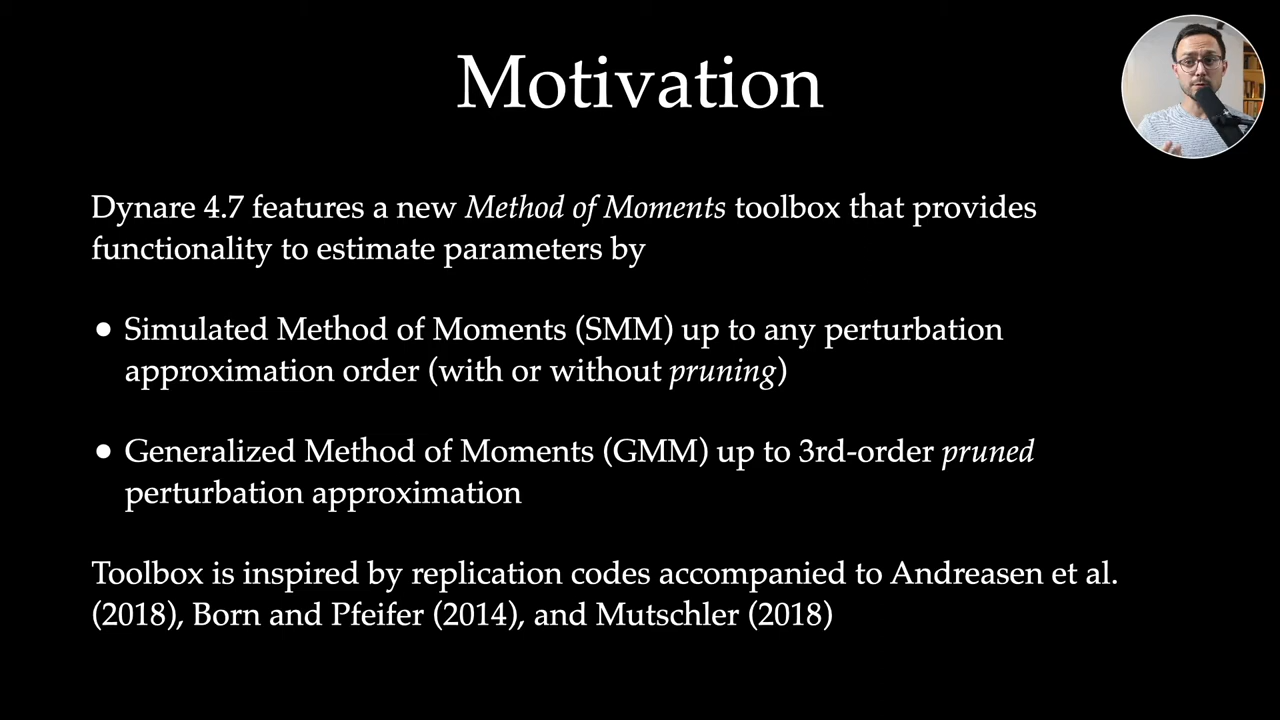 Motivation
Dynare 4.7 features a new Method of Moments toolbox that provides
functionality to estimate parameters by
● Simulated Method of Moments (SMM) up to any perturbation
approximation order (with or without pruning)
● Generalized Method of Moments (GMM) up to 3rd-order pruned
perturbation approximation
Toolbox is inspired by replication codes accompanied to Andreasen et al.
(2018), Born and Pfeifer (2014), and Mutschler (2018)